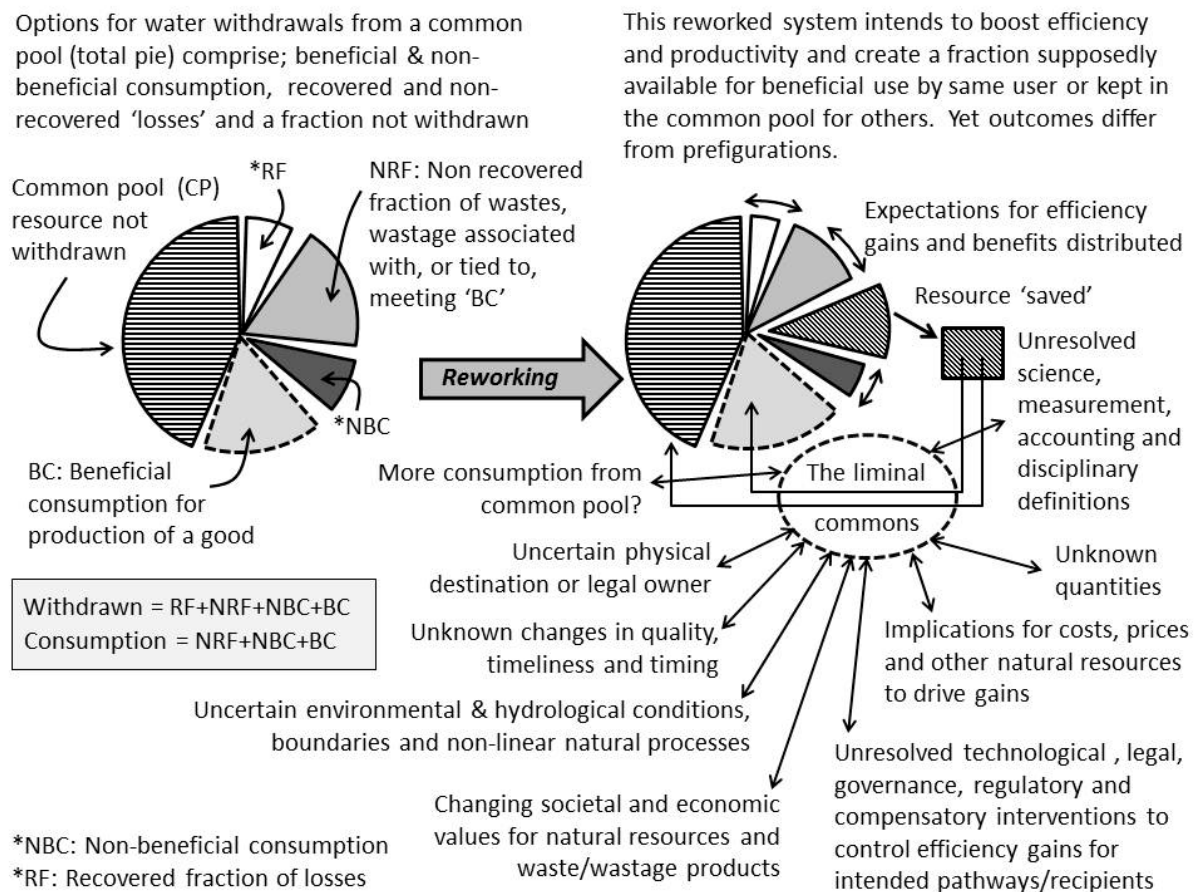 Options for water withdrawals from a common
pool (total pie) comprise; beneficial & non-
beneficial consumption, recovered and non-
recovered ‘losses’ and a fraction not withdrawn
This reworked system intends to boost efficiency
and productivity and create a fraction supposedly
available for beneficial use by same user or kept in
the common pool for others. Yet outcomes differ
from prefigurations.
Common pool (CP)
resource not
withdrawn
*RF
NRF: Non recovered
fraction of wastes,
wastage associated
with, or tied to,
meeting ‘BC’
*NBC
BC: Beneficial
consumption for
production of a good
Withdrawn = RF+NRF+NBC+BC
Consumption = NRF+NBC+BC
*NBC: Non-beneficial consumption
*RF: Recovered fraction of losses
Reworking
Expectations for efficiency
gains and benefits distributed
Resource ‘saved’
Unresolved
science,
measurement,
accounting and
disciplinary
definitions
The liminal
commons
More consumption from
common pool?
Uncertain physical
destination or legal owner
Unknown changes in quality,
timeliness and timing
Uncertain environmental & hydrological conditions,
boundaries and non-linear natural processes
Changing societal and economic
values for natural resources and
waste/wastage products
Unknown
quantities
Implications for costs, prices
and other natural resources
to drive gains
Unresolved technological , legal,
governance, regulatory and
compensatory interventions to
control efficiency gains for
intended pathways/recipients